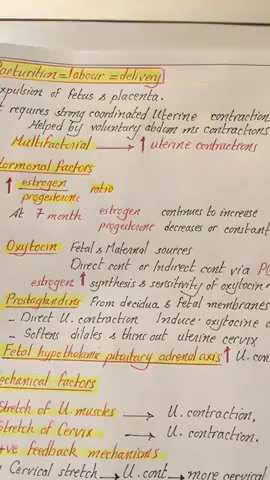 Parturition = labour = delivery
expulsion of Fetus & placenta.
requires strong coordinated Uterine contraction
Helped by voluntary abdom ms contractions
Multifactorial → ↑ uterine contractions
Hormonal factors
↑ estrogen / progesterone ratio
At 7 month estrogen continues to increase
progesterone decreases or constant
Oxytocin Fetal & Maternal sources
Direct cont or Indirect cont via
estrogen ↑ synthesis & sensitivity of oxytocin
Prostaglandins From decidua & fetal membranes
- Direct U. contraction Induce oxytocine
- Softens dilates & thins out uterine cervix
Fetal hypothalamic pituitary adrenal axis ↑ U. con
Mechanical factors
Stretch of U. muscles → U. contraction,
Stretch of Cervix → U. contraction.
+ve feedback mechanisms
Cervical stretch → U. cont → more cervical